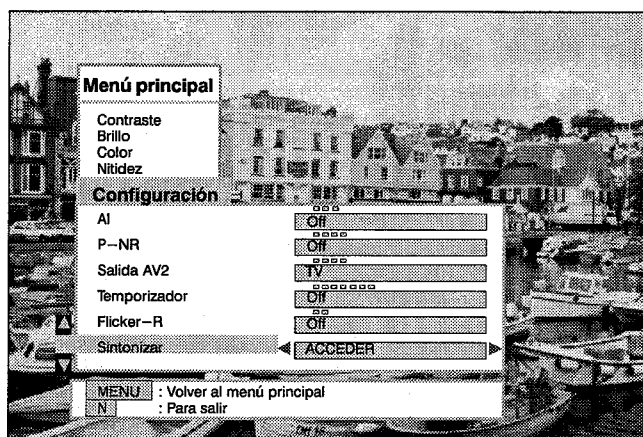 Menú principal
Contraste
Brillo
Color
Nitidez
Configuración
AI Off
P-NR Off
Salida AV2 TV
Temporizador Off
Flicker-R Off
Sintonizar ACCEDER
MENU : Volver al menú principal
N : Para salir